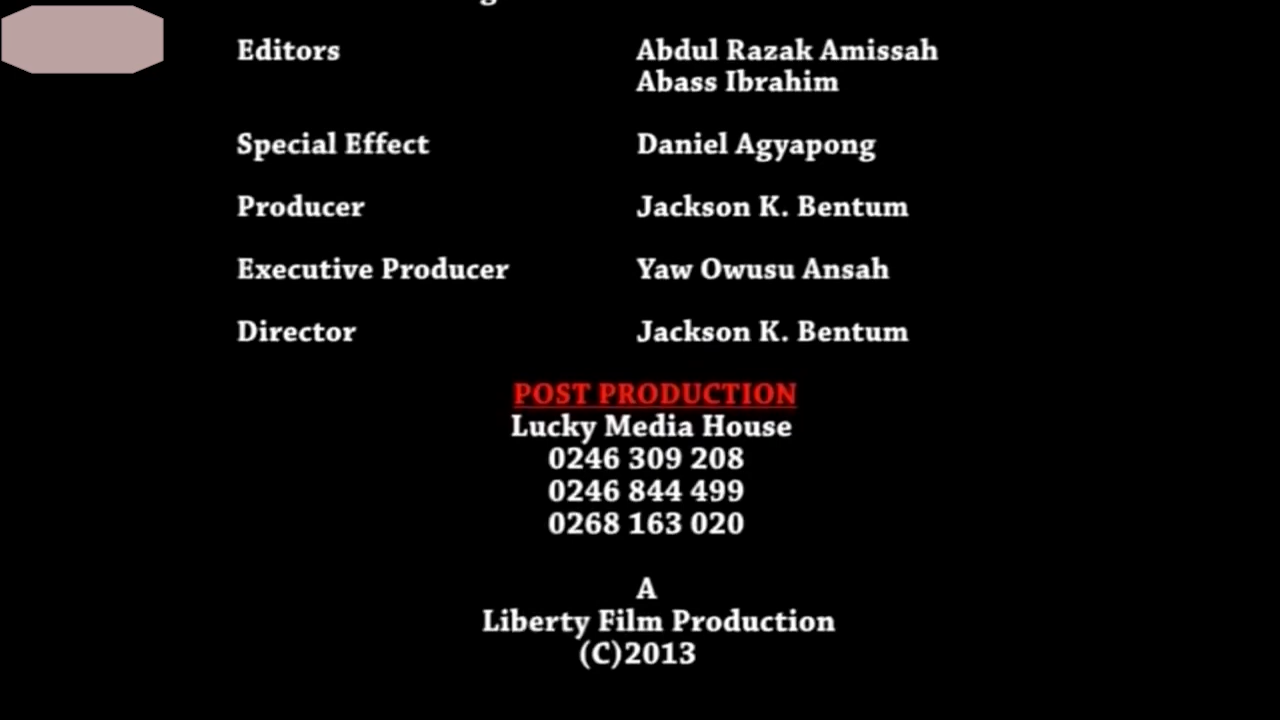 Editors Abdul Razak Amissah
Abass Ibrahim
Special Effect Daniel Agyapong
Producer Jackson K. Bentum
Executive Producer Yaw Owusu Ansah
Director Jackson K. Bentum
POST PRODUCTION
Lucky Media House
0246 309 208
0246 844 499
0268 163 020
A
Liberty Film Production
(C)2013